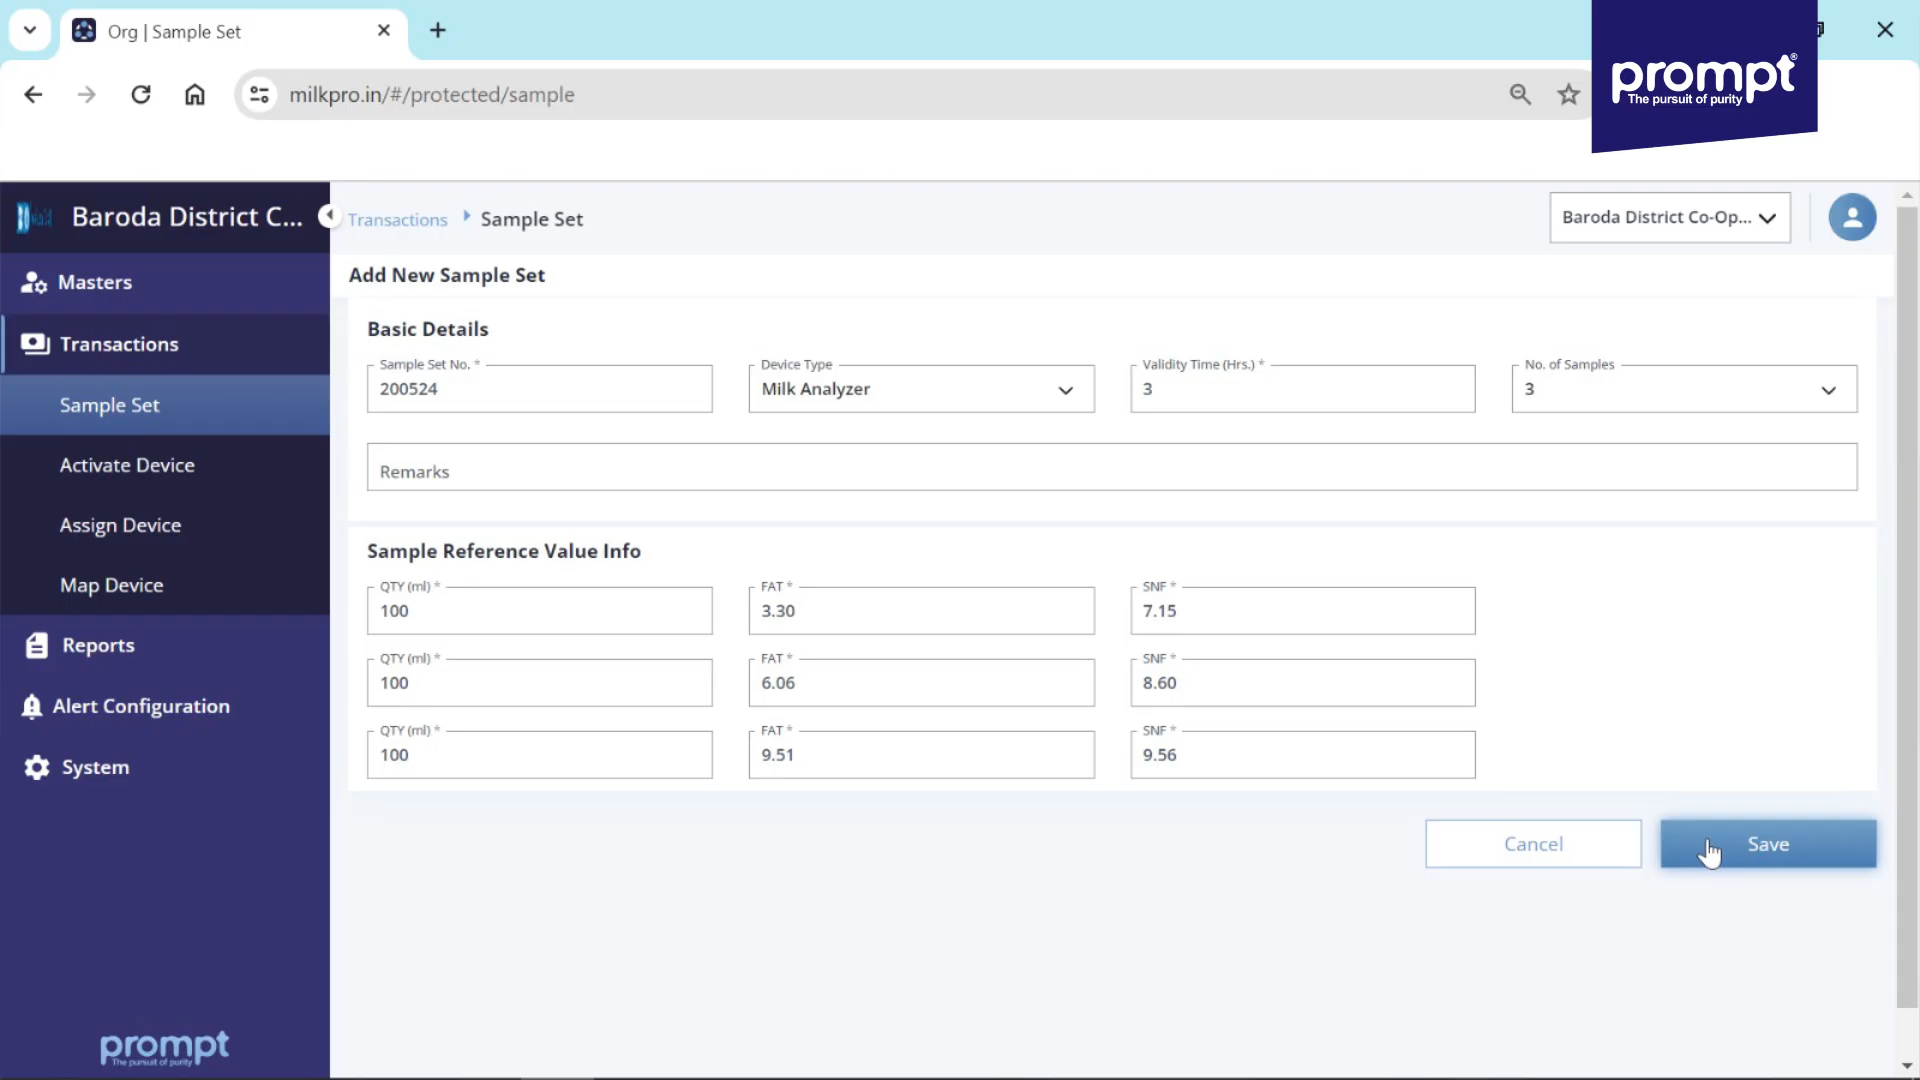 Org | Sample Set
milkpro.in/#/protected/sample
prompt®
The pursuit of purity
Baroda District C...
Transactions
Sample Set
Baroda District Co-Op...
Masters
Transactions
Sample Set
Activate Device
Assign Device
Map Device
Reports
Alert Configuration
System
prompt
The pursuit of purity
Add New Sample Set
Basic Details
Sample Set No. *
200524
Device Type
Milk Analyzer
Validity Time (Hrs.) *
3
No. of Samples
3
Remarks
Sample Reference Value Info
QTY (ml) *
100
FAT *
3.30
SNF *
7.15
QTY (ml) *
100
FAT *
6.06
SNF *
8.60
QTY (ml) *
100
FAT *
9.51
SNF *
9.56
Cancel
Save